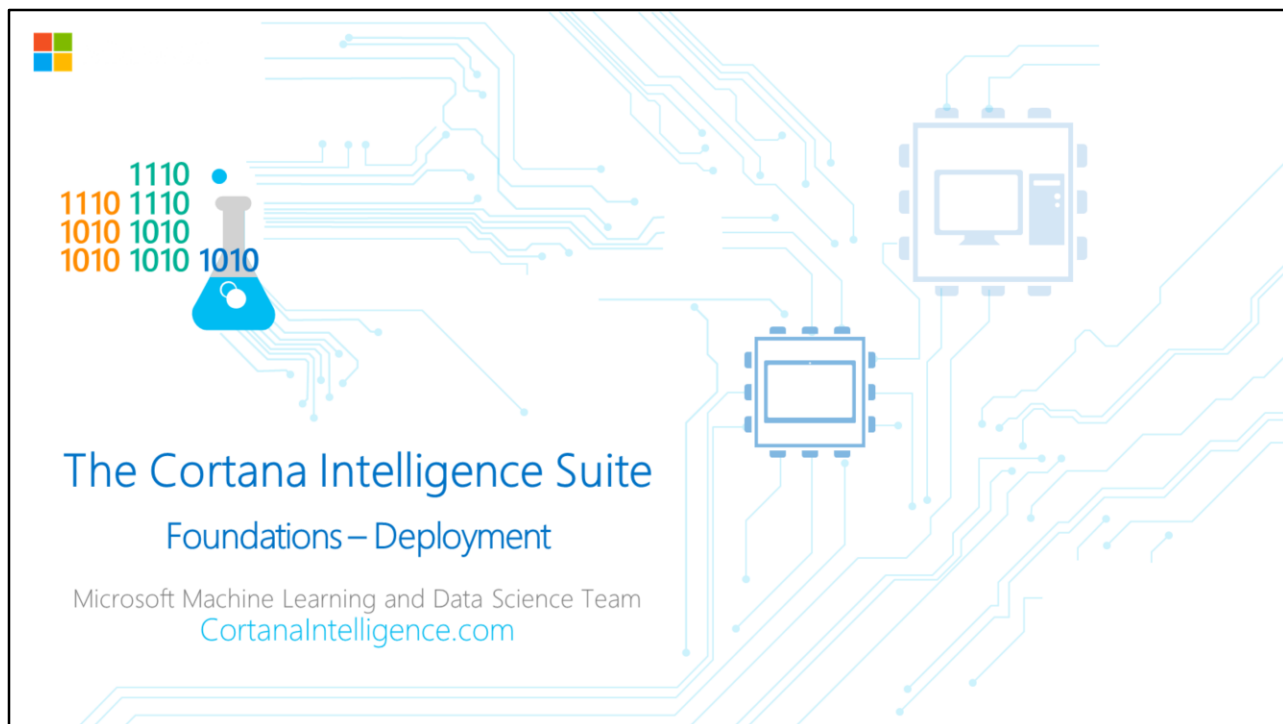 1110
1110 1110
1010 1010
1010 1010 1010
The Cortana Intelligence Suite
Foundations – Deployment
Microsoft Machine Learning and Data Science Team
CortanaIntelligence.com